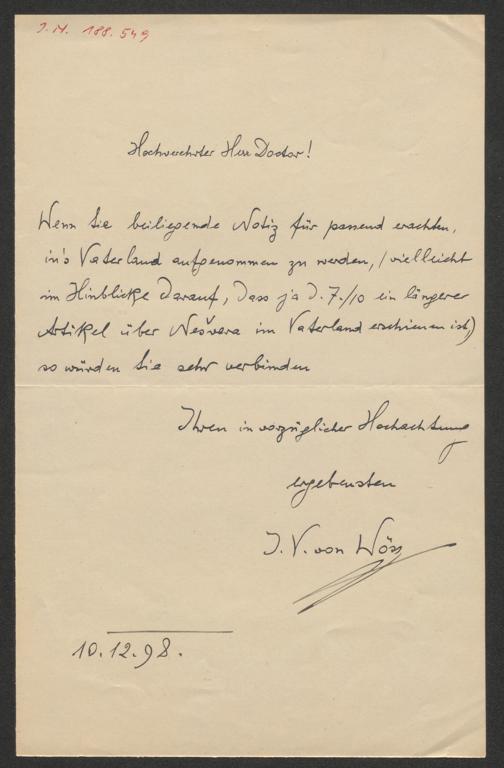 I.N. 188.549
Hochverehrter Herr Doctor!
Wenn Sie beiliegende Notiz für passend erachten,
in's Vaterland aufgenommen zu werden, (vielleicht
im Hinblicke darauf, dass ja d. 7./10 ein längerer
Artikel über Nešvera im Vaterland erschienen ist)
so würden Sie sehr verbinden
Ihren in vorzüglicher Hochachtung
ergebensten
J. V. von Wöss
10.12.98.